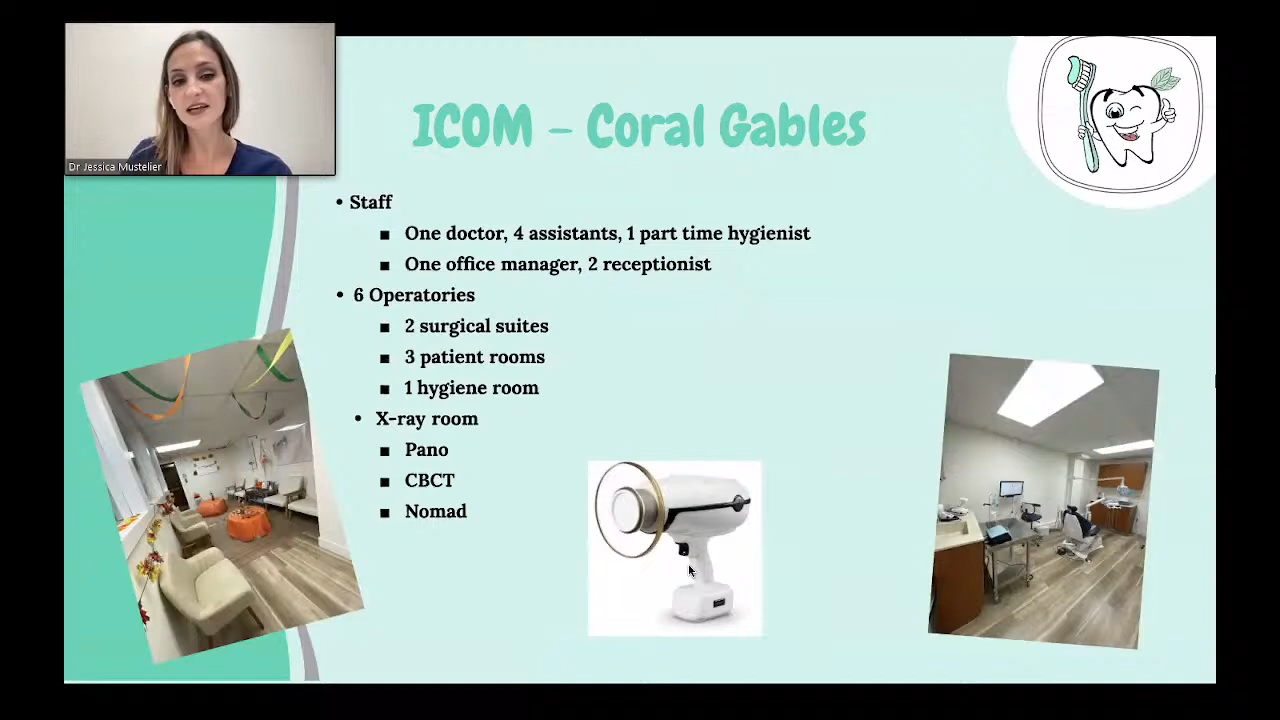 Dr Jessica Mustelier
ICOM - Coral Gables
• Staff
▪ One doctor, 4 assistants, 1 part time hygienist
▪ One office manager, 2 receptionist
• 6 Operatories
▪ 2 surgical suites
▪ 3 patient rooms
▪ 1 hygiene room
• X-ray room
▪ Pano
▪ CBCT
▪ Nomad